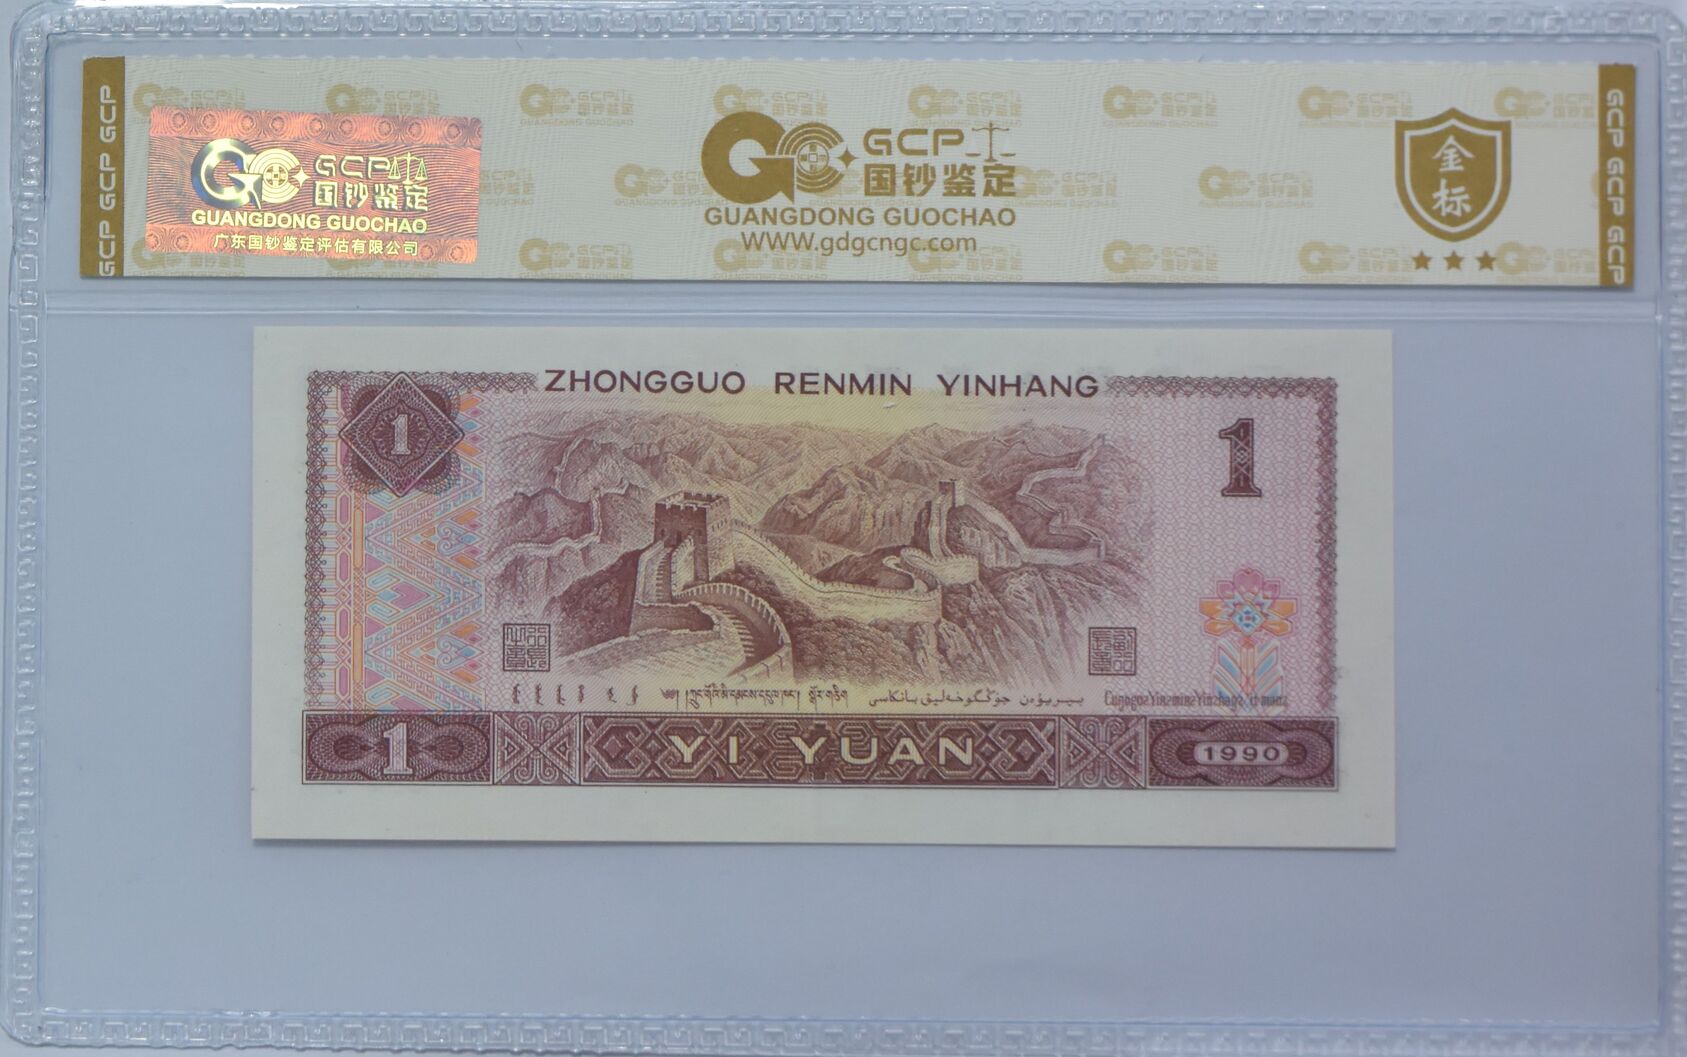 GCP GCP GCP
GCP
国钞鉴定
GUANGDONG GUOCHAO
广东国钞鉴定评估有限公司
GCP
国钞鉴定
GUANGDONG GUOCHAO
WWW.gdgcngc.com
金标
GCP GCP GCP
ZHONGGUO RENMIN YINHANG
1
1
1
YI YUAN
1990